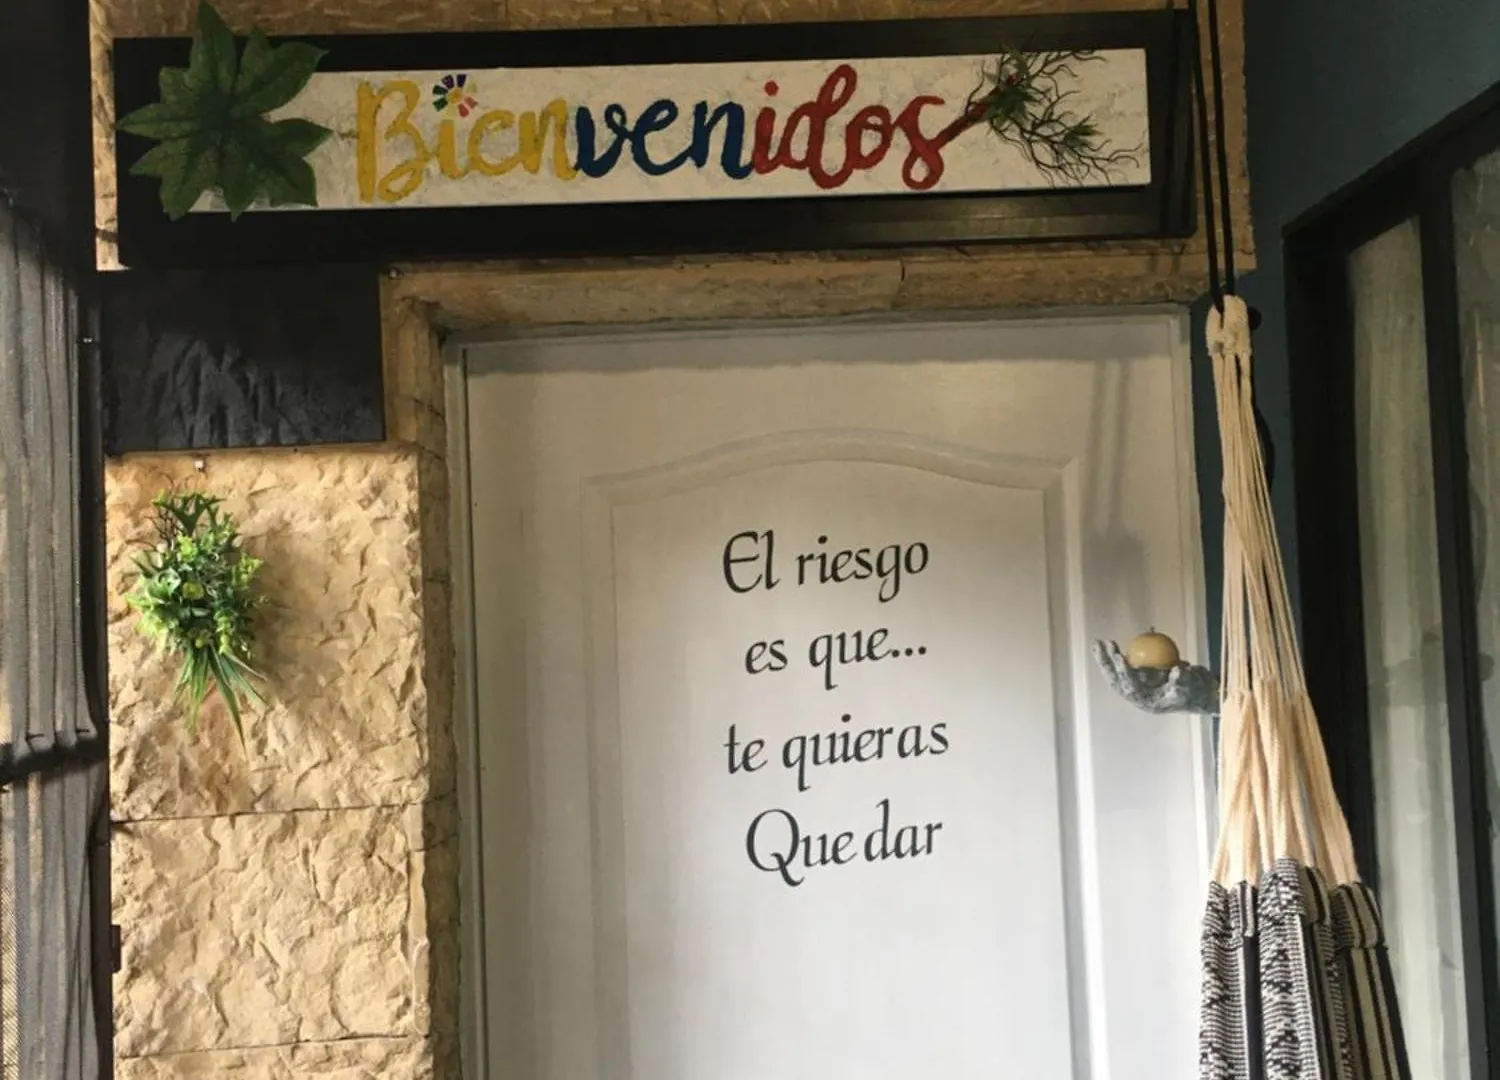 Bienvenidos
El riesgo
es que...
te quieras
Quedar